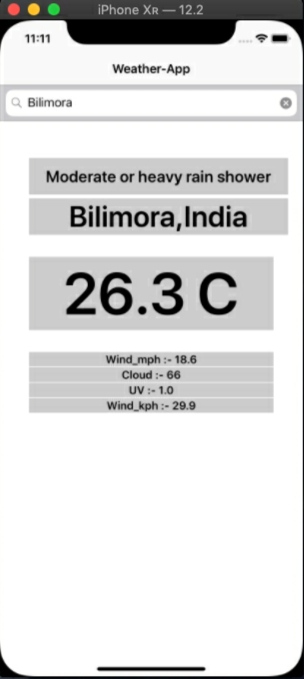 iPhone XR — 12.2
11:11
Weather-App
Bilimora
Moderate or heavy rain shower
Bilimora,India
26.3 C
Wind_mph :- 18.6
Cloud :- 66
UV :- 1.0
Wind_kph :- 29.9